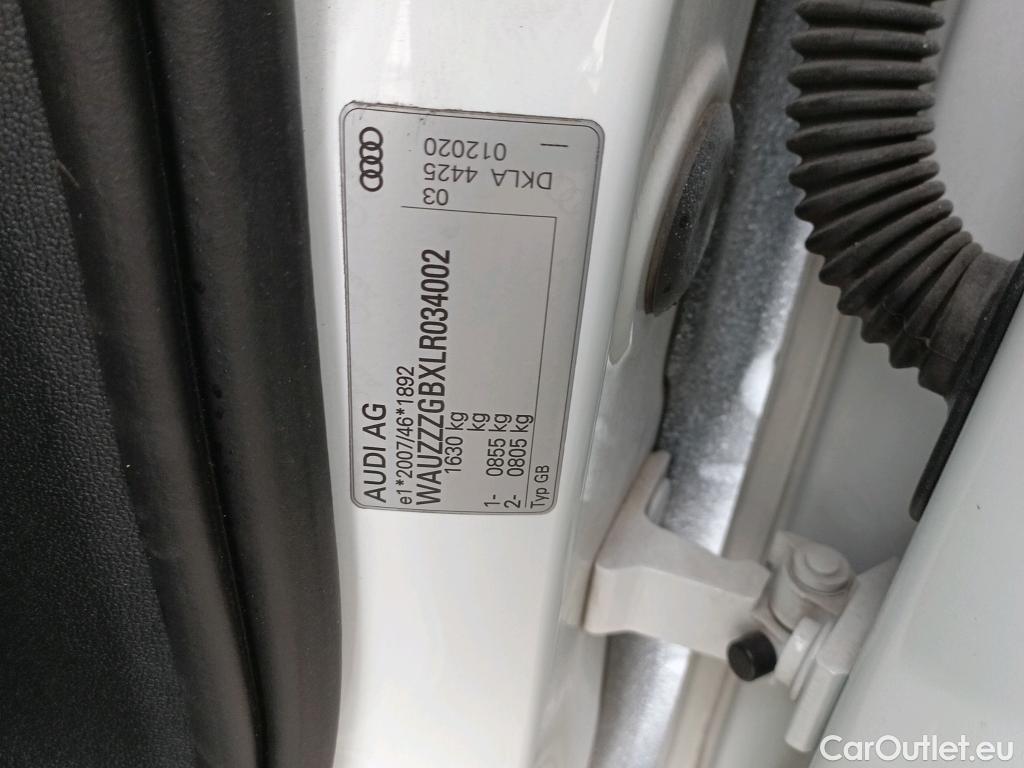 AUDI AG
e1*2007/46*1892
WAUZZZGBXLR034002
1630 kg
kg
1- 0855 kg
2- 0805 kg
Typ GB
03
DKLA 4425
012020
CarOutlet.eu